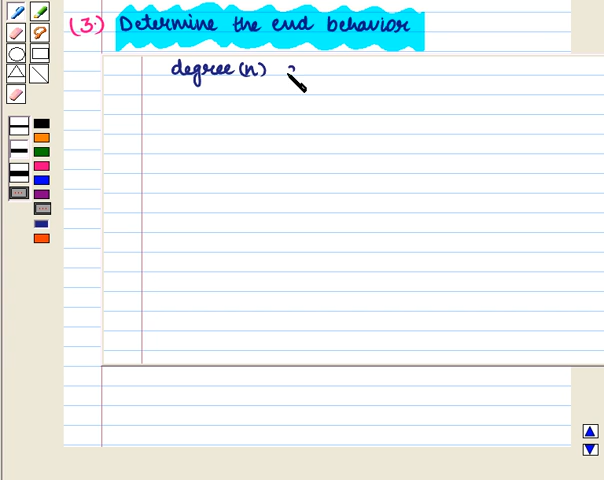 (3.) Determine the end behavior
degree (n)